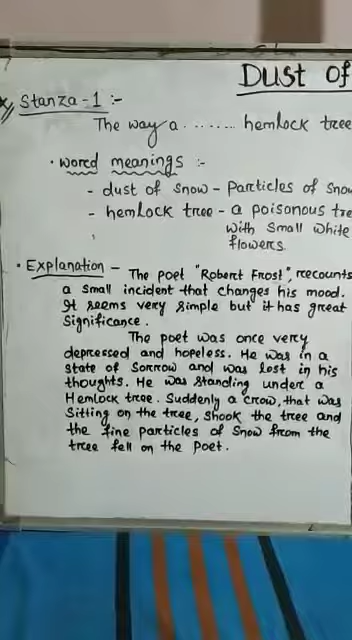 Dust of
Stanza-1 :-
The way a ........ hemlock tree
· word meanings :-
- dust of snow - Particles of Snow
- hemlock tree - a poisonous tre
with small white
flowers
· Explanation - The poet "Robert Frost", recounts
a small incident that changes his mood.
It seems very simple but it has great
Significance.
The poet was once very
depressed and hopeless. He was in a
state of Sorrow and was lost in his
thoughts. He was standing under a
Hemlock tree. Suddenly a crow, that was
Sitting on the tree, shook the tree and
the fine particles of Snow from the
tree fell on the poet.